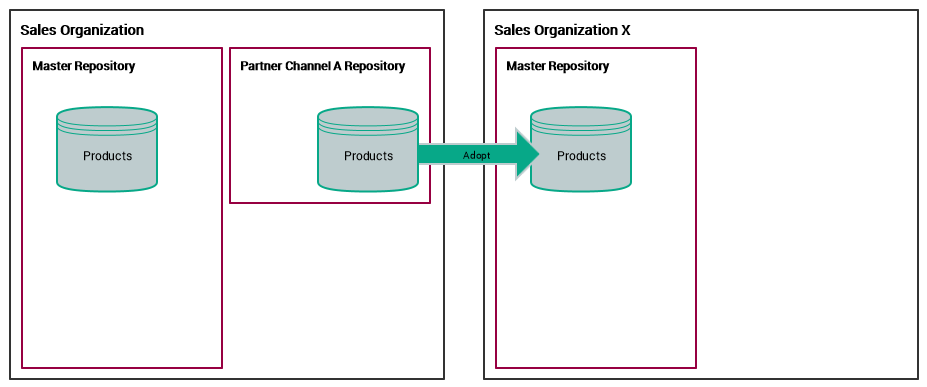 Sales Organization
Master Repository
Products
Partner Channel A Repository
Products
Adopt
Sales Organization X
Master Repository
Products